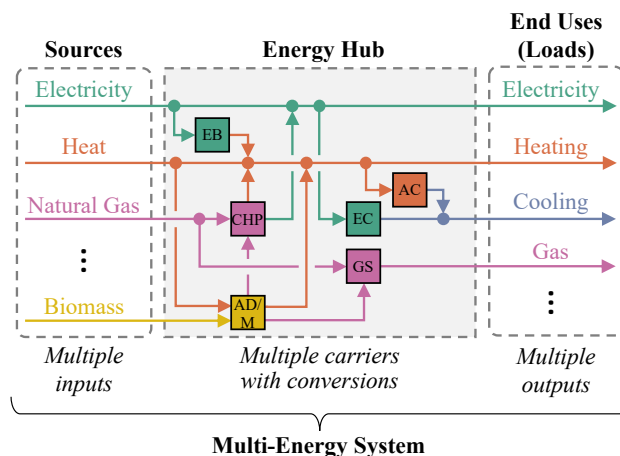 Sources
Energy Hub
End Uses
(Loads)
Electricity
Electricity
EB
Heat
Heating
AC
Natural Gas
CHP
EC
Cooling
GS
Gas
Biomass
AD/
M
Multiple
inputs
Multiple carriers
with conversions
Multiple
outputs
Multi-Energy System